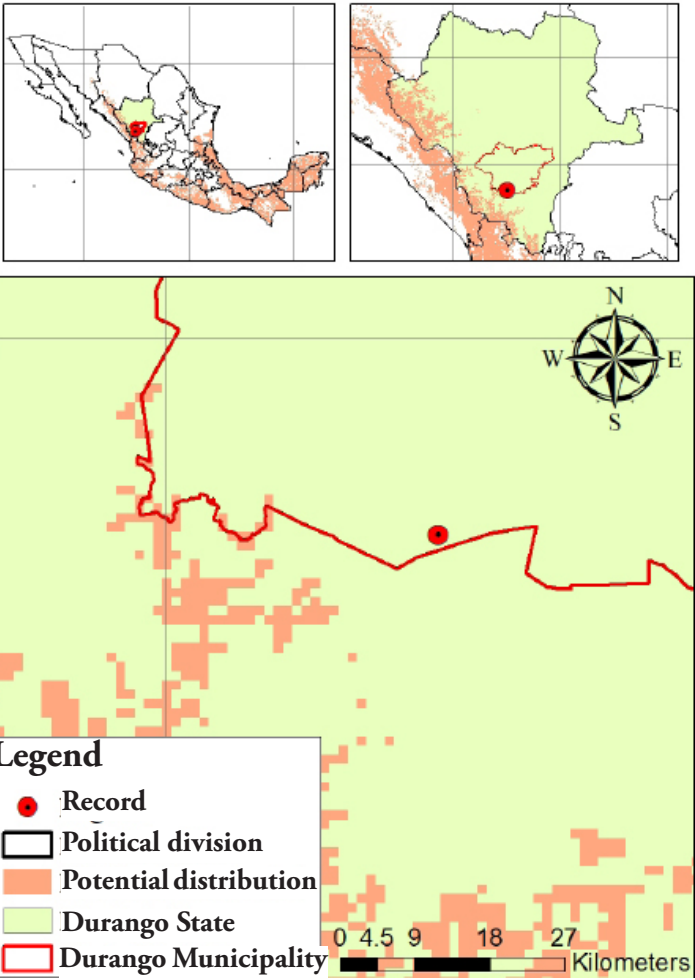 N
W E
S
Legend
Record
Political division
Potential distribution
Durango State
Durango Municipality
0 4.5 9 18 27
Kilometers